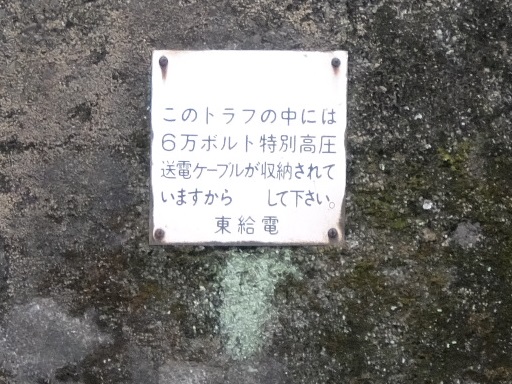 このトラフの中には
6万ボルト特別高圧
送電ケーブルが収納されて
いますから　　して下さい。
東給電